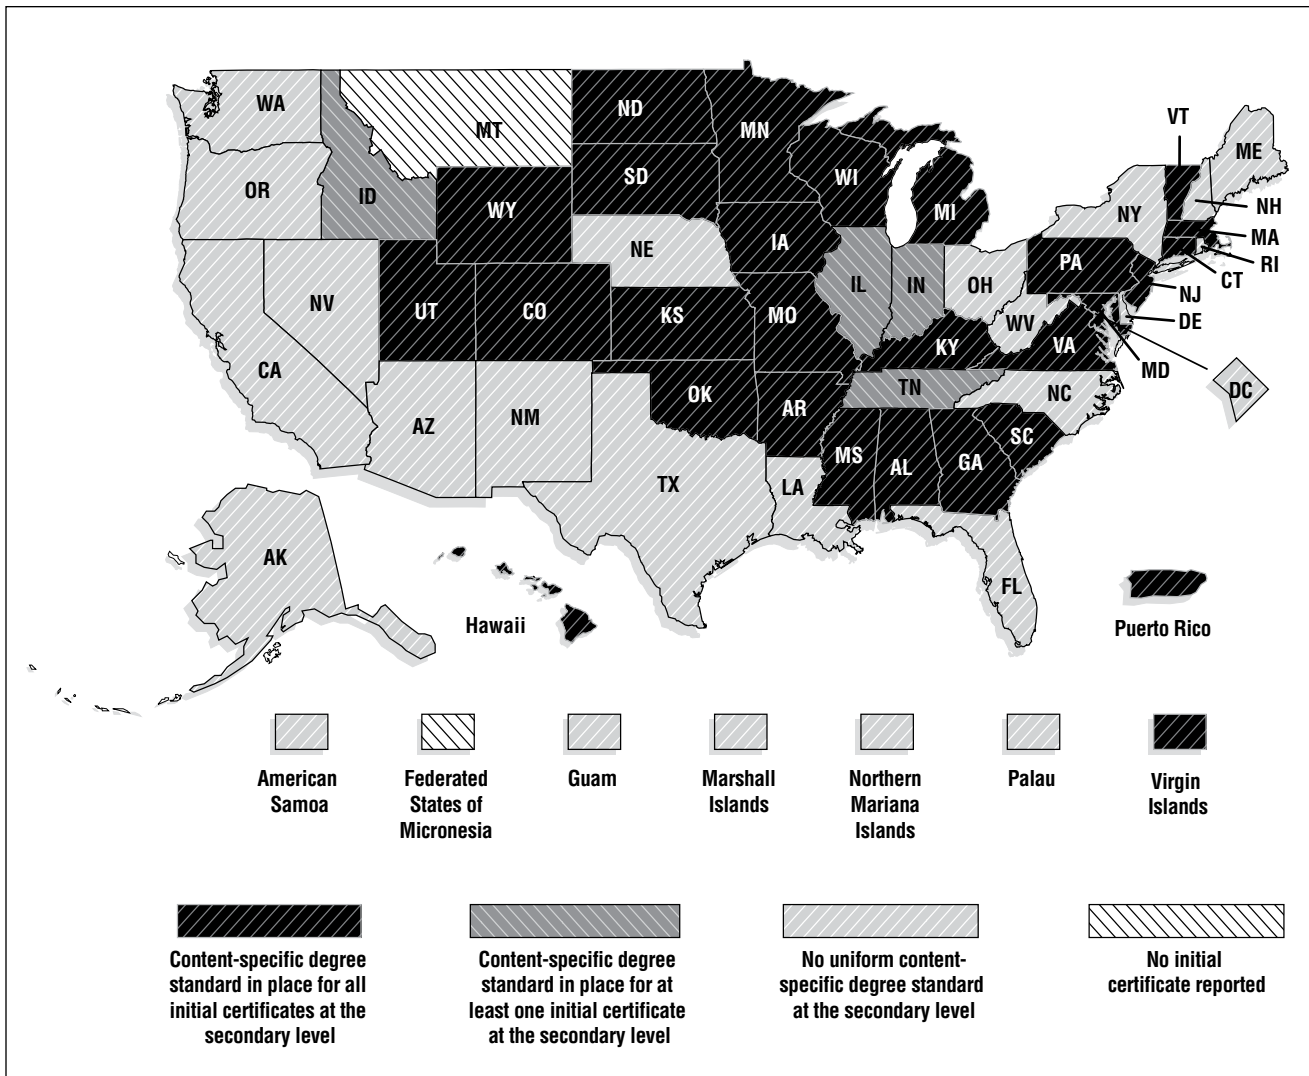 WA
MT
ND
MN
VT
ME
OR
ID
SD
WI
WY
MI
NY
NH
MA
NE
IA
PA
RI
CT
NV
UT
CO
IL
IN
OH
NJ
KS
MO
WV
DE
KY
VA
MD
CA
OK
TN
NC
DC
AZ
NM
AR
SC
MS
AL
GA
TX
LA
AK
FL
Hawaii
Puerto Rico
American
Samoa
Federated
States of
Micronesia
Guam
Marshall
Islands
Northern
Mariana
Islands
Palau
Virgin
Islands
Content-specific degree
standard in place for all
initial certificates at the
secondary level
Content-specific degree
standard in place for at
least one initial certificate
at the secondary level
No uniform content-
specific degree standard
at the secondary level
No initial
certificate reported